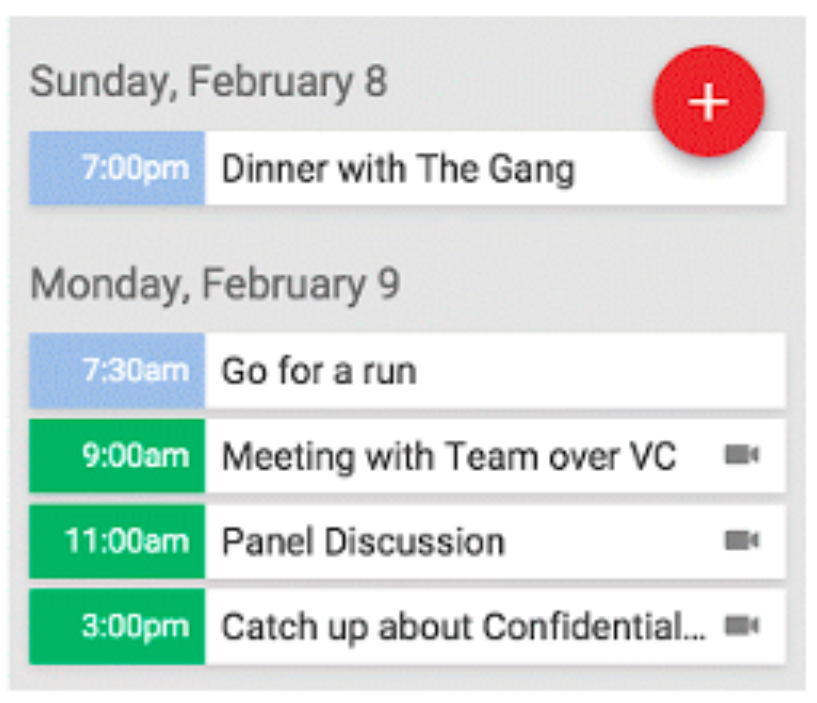 Sunday, February 8
7:00pm Dinner with The Gang
Monday, February 9
7:30am Go for a run
9:00am Meeting with Team over VC
11:00am Panel Discussion
3:00pm Catch up about Confidential...